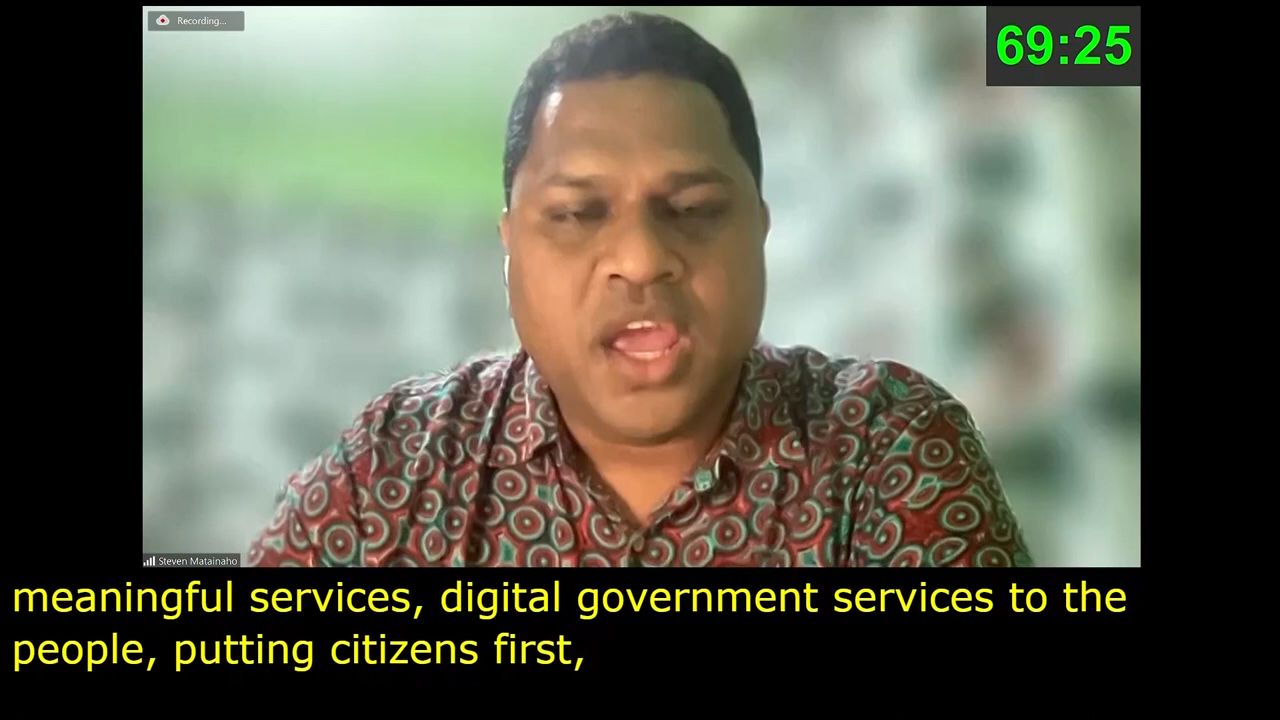 Recording...
69:25
Steven Matainaho
meaningful services, digital government services to the
people, putting citizens first,